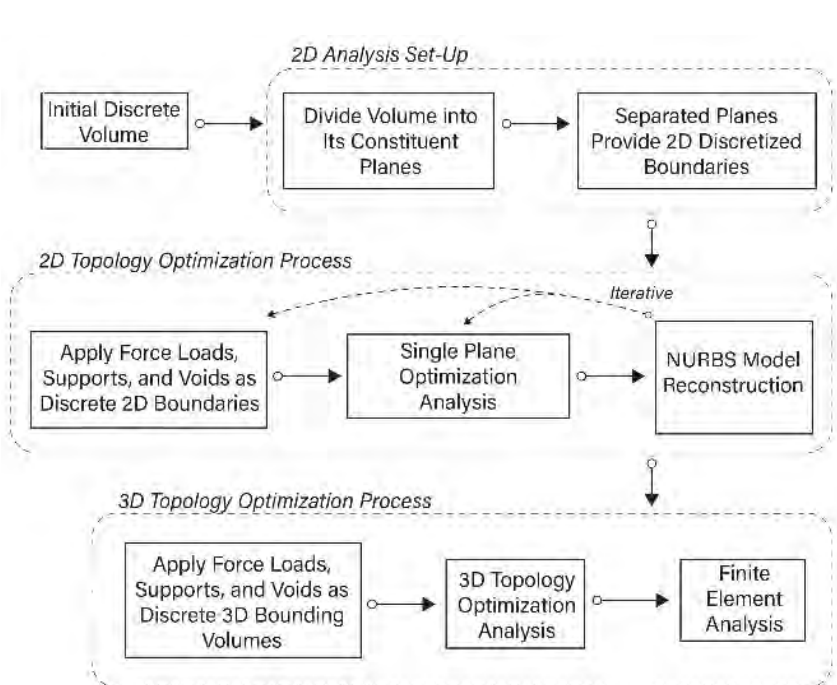 2D Analysis Set-Up
Initial Discrete
Volume
Divide Volume into
Its Constituent
Planes
Separated Planes
Provide 2D Discretized
Boundaries
2D Topology Optimization Process
Iterative
Apply Force Loads,
Supports, and Voids as
Discrete 2D Boundaries
Single Plane
Optimization
Analysis
NURBS Model
Reconstruction
3D Topology Optimization Process
Apply Force Loads,
Supports, and Voids as
Discrete 3D Bounding
Volumes
3D Topology
Optimization
Analysis
Finite
Element
Analysis